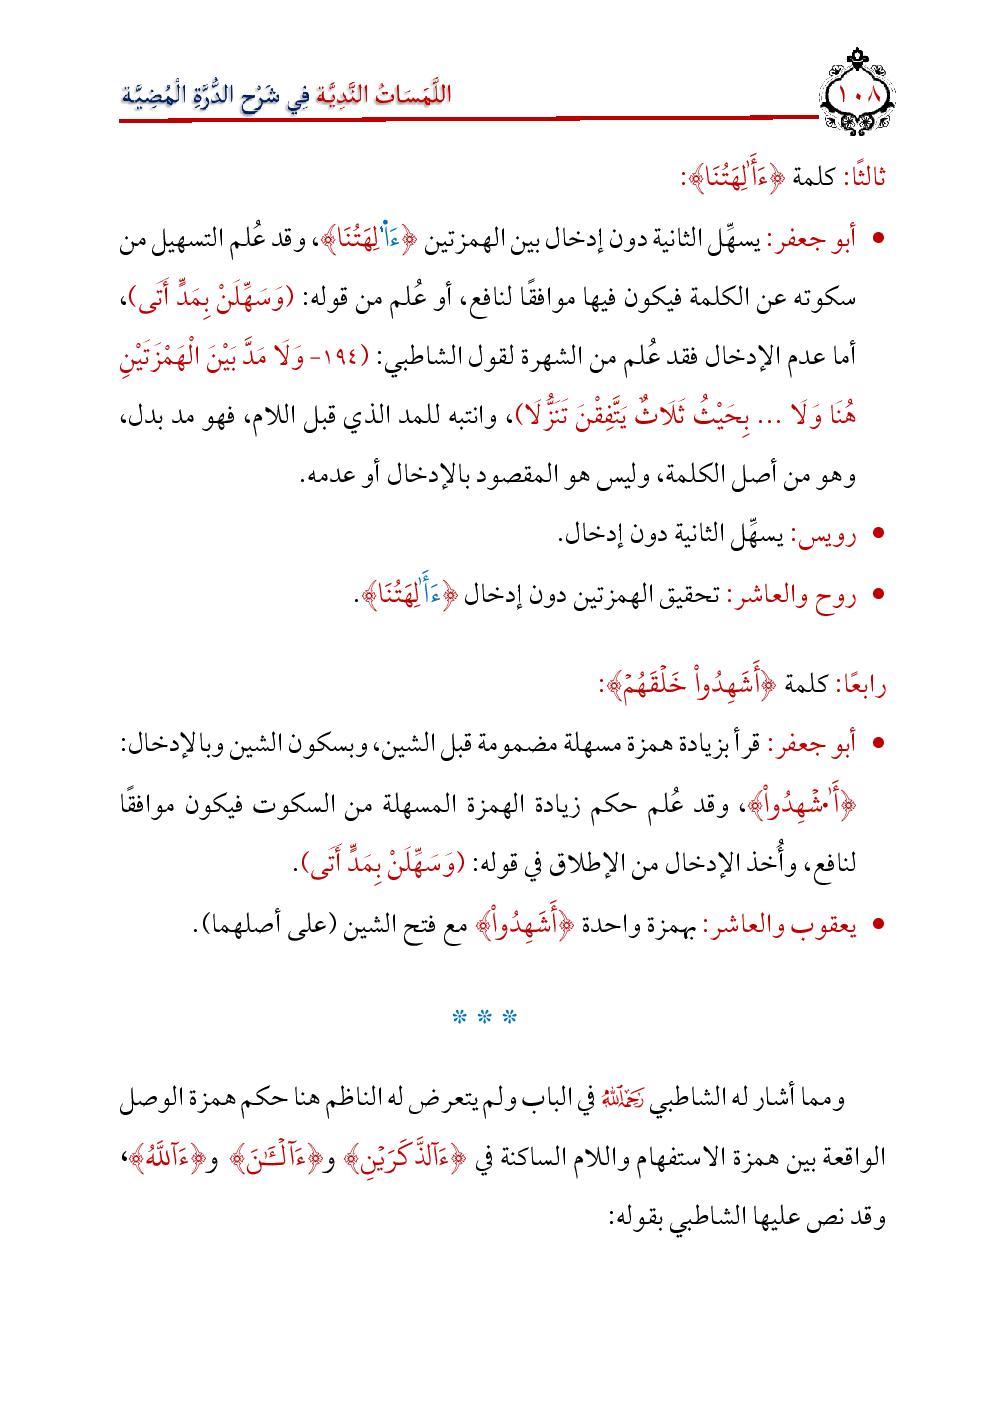 ١٠٨
اللَّمَسَاتُ النَّدِيَّة فِي شَرْح الدُّرَّةِ الْمُضِيَّة
ثالثًا: كلمة ﴿ءَأَٰلِهَتُنَا﴾:
• أبو جعفر: يسهِّل الثانية دون إدخال بين الهمزتين ﴿ءَاٰ۬لِهَتُنَا﴾، وقد عُلم التسهيل من
سكوته عن الكلمة فيكون فيها موافقًا لنافع، أو عُلم من قوله: (وَسَهِّلَنْ بِمَدٍّ أَتَى)،
أما عدم الإدخال فقد عُلم من الشهرة لقول الشاطبي: (١٩٤- وَلَا مَدَّ بَيْنَ الْهَمْزَتَيْنِ
هُنَا وَلَا ... بِحَيْثُ ثَلَاثٌ يَتَّفِقْنَ تَنَزُّلَا)، وانتبه للمد الذي قبل اللام، فهو مد بدل،
وهو من أصل الكلمة، وليس هو المقصود بالإدخال أو عدمه.
• رويس: يسهِّل الثانية دون إدخال.
• روح والعاشر: تحقيق الهمزتين دون إدخال ﴿ءَأَٰلِهَتُنَا﴾.
رابعًا: كلمة ﴿أَشَهِدُواْ خَلْقَهُمْ﴾:
• أبو جعفر: قرأ بزيادة همزة مسهلة مضمومة قبل الشين، وبسكون الشين وبالإدخال:
﴿أَٰ۬شْهِدُواْ﴾، وقد عُلم حكم زيادة الهمزة المسهلة من السكوت فيكون موافقًا
لنافع، وأُخذ الإدخال من الإطلاق في قوله: (وَسَهِّلَنْ بِمَدٍّ أَتَى).
• يعقوب والعاشر: بهمزة واحدة ﴿أَشَهِدُواْ﴾ مع فتح الشين (على أصلهما).
* * *
ومما أشار له الشاطبي رَحِمَهُ اللَّهُ في الباب ولم يتعرض له الناظم هنا حكم همزة الوصل
الواقعة بين همزة الاستفهام واللام الساكنة في ﴿ءَآلذَّكَرَيْنِ﴾ و﴿ءَآلْـَٰٔنَ﴾ و﴿ءَآللَّهُ﴾،
وقد نص عليها الشاطبي بقوله: